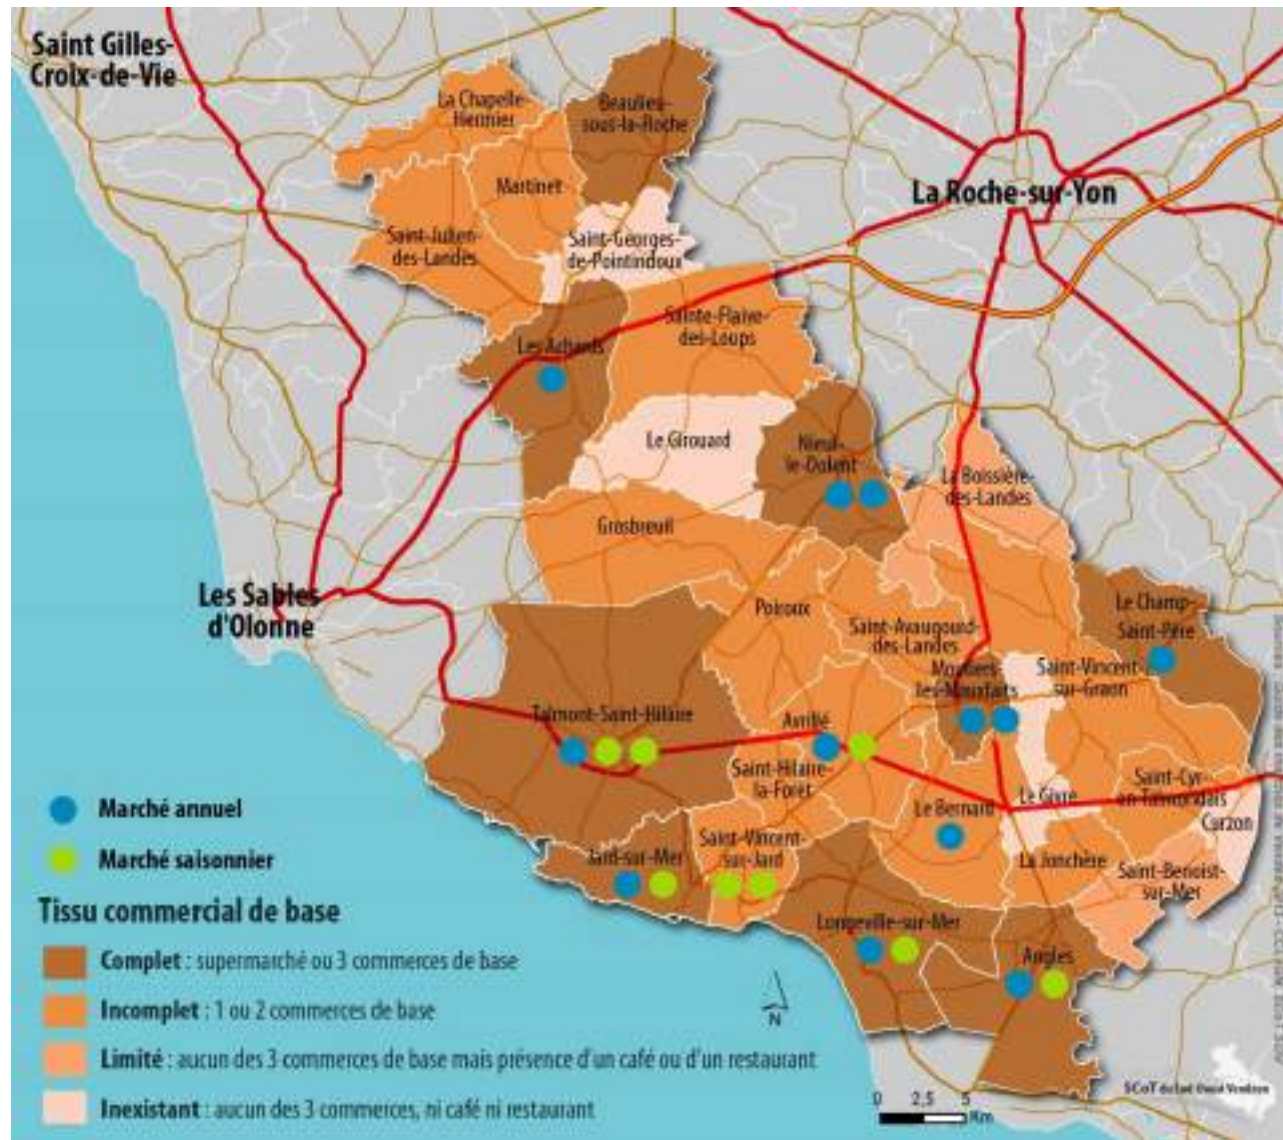 Saint Gilles-
Croix-de-Vie
La Chapelle-
Hermier
Beaulieu-
sous-la-Roche
Martinet
La Roche-sur-Yon
Saint-Julien-
des-Landes
Saint-Georges-
de-Pointindoux
Sainte-Flaive-
des-Loups
Les Achards
Le Girouard
Nieul-
le-Dolent
La Boissière-
des-Landes
Grosbreuil
Les Sables
d'Olonne
Poiroux
Saint-Avaugourd-
des-Landes
Le Champ-
Saint-Père
Moutiers-
les-Mauxfaits
Saint-Vincent-
sur-Graon
Talmont-Saint-Hilaire
Avrillé
Saint-Hilaire-
la-Forêt
Saint-Cyr-
en-Talmondais
Le Givre
Le Bernard
Curzon
Marché annuel
Marché saisonnier
Saint-Vincent-
sur-Jard
Jard-sur-Mer
La Jonchère
Saint-Benoist-
sur-Mer
Longeville-sur-Mer
Angles
Tissu commercial de base
Complet : supermarché ou 3 commerces de base
Incomplet : 1 ou 2 commerces de base
Limité : aucun des 3 commerces de base mais présence d'un café ou d'un restaurant
Inexistant : aucun des 3 commerces, ni café ni restaurant
N
0 2,5 5
Km
SCoT du Sud Ouest Vendéen